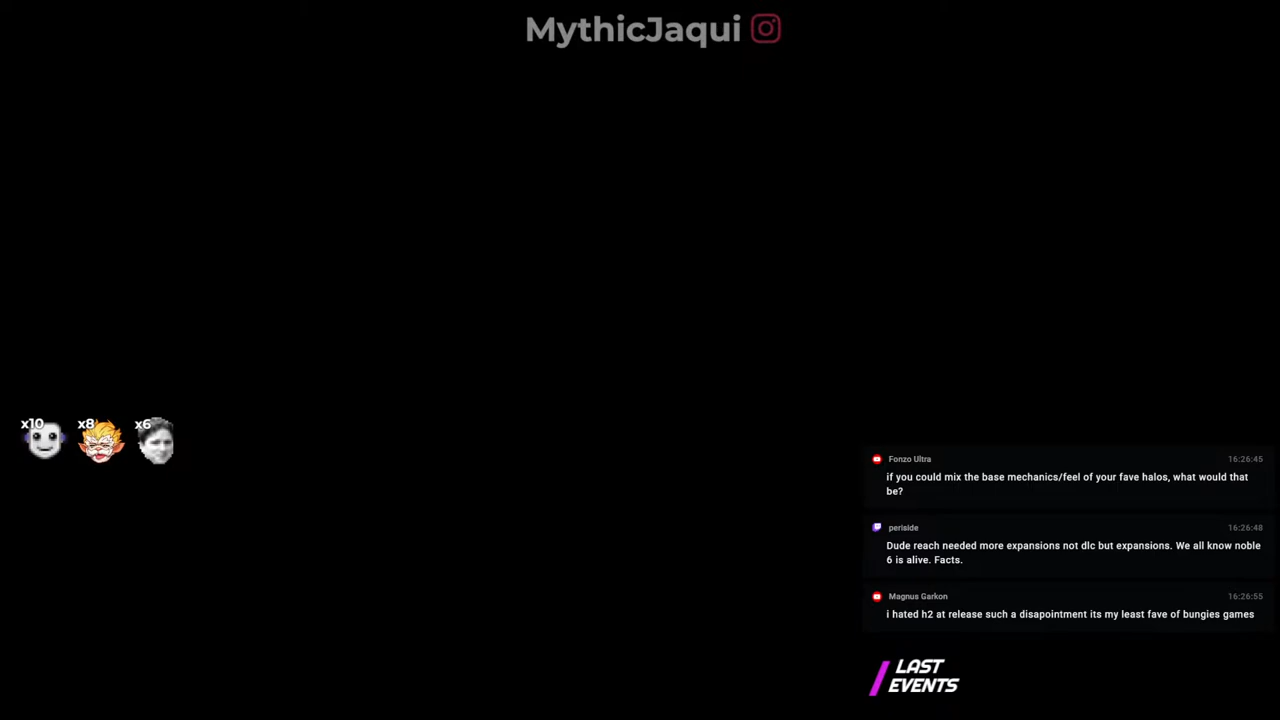 MythicJaqui
x10 x8 x6
Fonzo Ultra 16:26:45
if you could mix the base mechanics/feel of your fave halos, what would that
be?
periside 16:26:48
Dude reach needed more expansions not dlc but expansions. We all know noble
6 is alive. Facts.
Magnus Garkon 16:26:55
i hated h2 at release such a disapointment its my least fave of bungies games
LAST
EVENTS